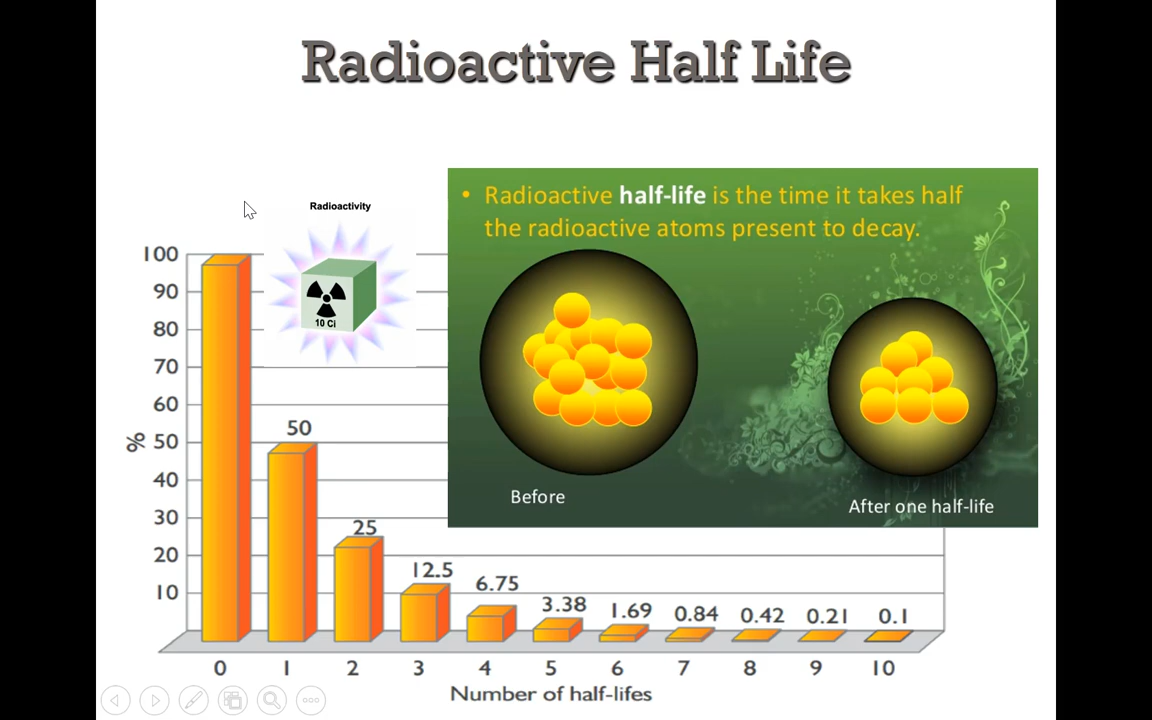 Radioactive Half Life
Radioactivity
10 Ci
• Radioactive half-life is the time it takes half
the radioactive atoms present to decay.
Before
After one half-life
100
90
80
70
60
% 50
40
30
20
10
50
25
12.5
6.75
3.38
1.69
0.84
0.42
0.21
0.1
0 1 2 3 4 5 6 7 8 9 10
Number of half-lifes